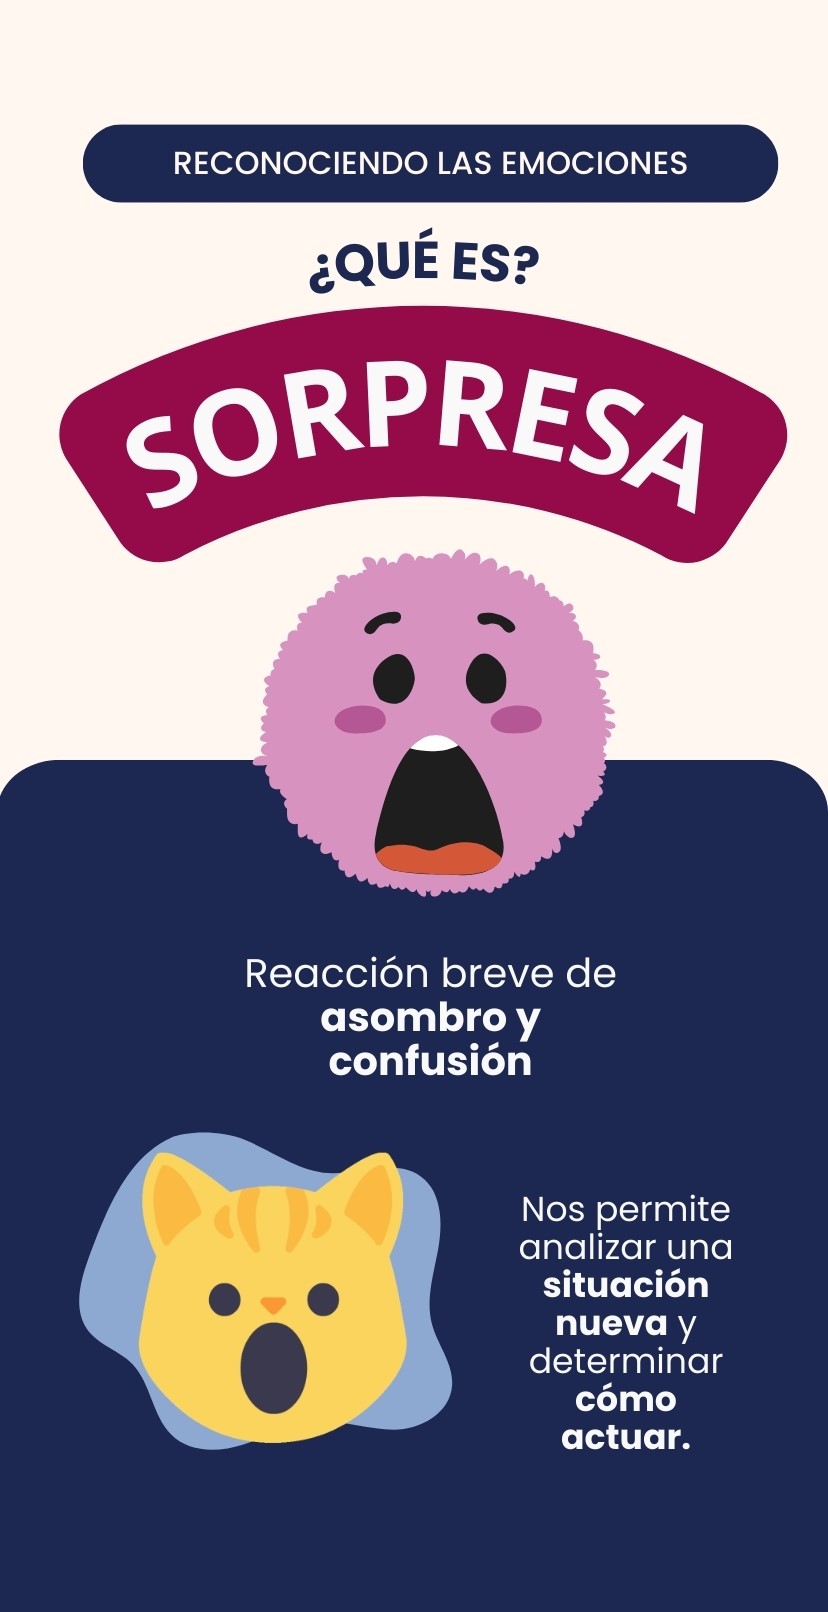 RECONOCIENDO LAS EMOCIONES
¿QUÉ ES?
SORPRESA
Reacción breve de
asombro y
confusión
Nos permite
analizar una
situación
nueva y
determinar
cómo
actuar.